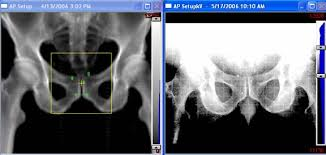 AP Setup - 4/13/2006 3:02 PM
AP SetupkV - 5/17/2006 10:10 AM